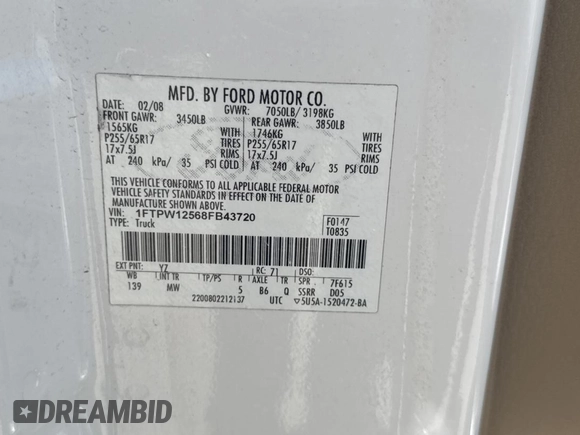 MFD. BY FORD MOTOR CO.
DATE: 02/08 GVWR: 7050LB/ 3198KG
FRONT GAWR: 3450LB REAR GAWR: 3850LB
1565KG WITH 1746KG WITH
P255/65R17 TIRES P255/65R17 TIRES
17x7.5J RIMS 17x7.5J RIMS
AT 240 kPa/ 35 PSI COLD AT 240 kPa/ 35 PSI COLD
THIS VEHICLE CONFORMS TO ALL APPLICABLE FEDERAL MOTOR
VEHICLE SAFETY STANDARDS IN EFFECT ON THE DATE OF
MANUFACTURE SHOWN ABOVE.
VIN: 1FTPW12568FB43720 F0147
TYPE: Truck T0835
EXT PNT: YZ RC: 71 DSO:
WB INT TR TP/PS R AXLE TR SPR 7F615
139 MW 5 B6 Q SSRR D05
2200802212137 UTC ▽5U5A-1520472-BA
DREAMBID